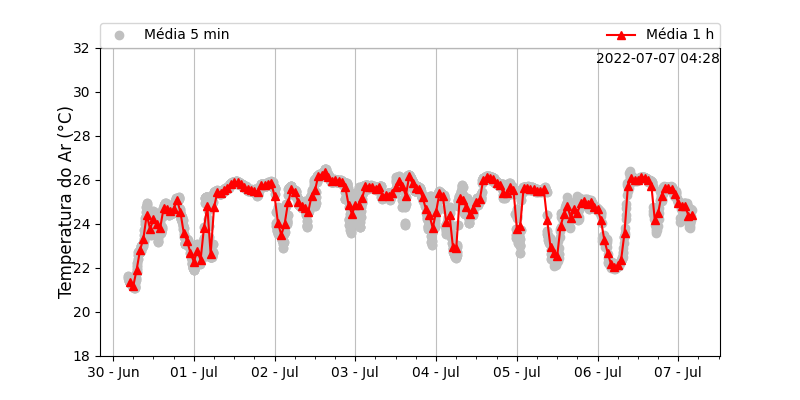 Média 5 min
Média 1 h
2022-07-07 04:28
Temperatura do Ar (°C)
32
30
28
26
24
22
20
18
30 - Jun
01 - Jul
02 - Jul
03 - Jul
04 - Jul
05 - Jul
06 - Jul
07 - Jul